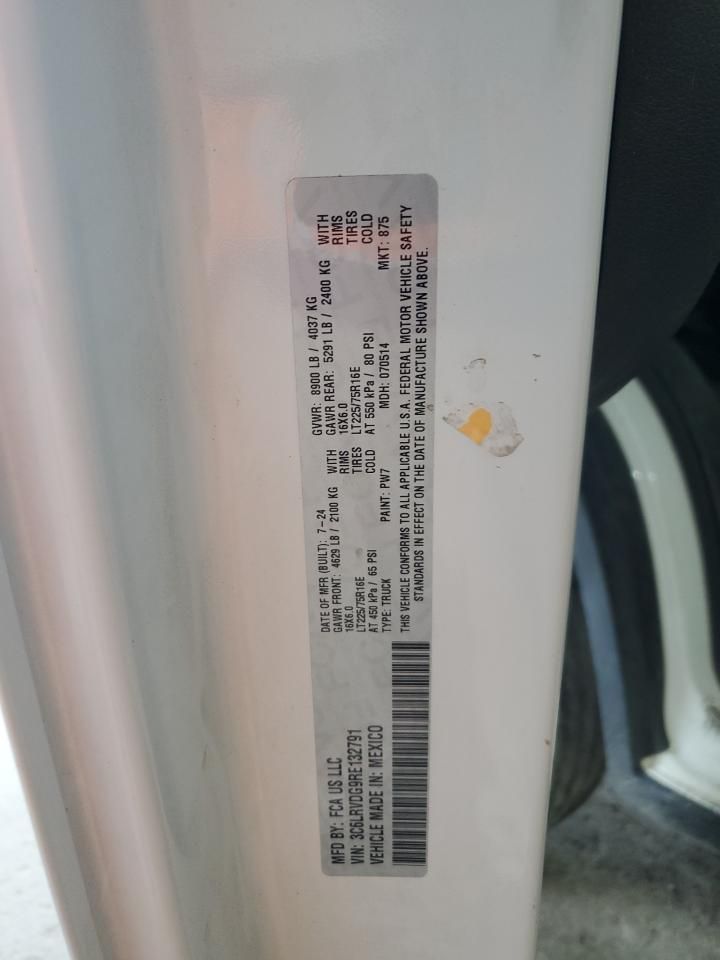 MFD BY: FCA US LLC
VIN: 3C6LRVDG9RE132791
VEHICLE MADE IN: MEXICO
DATE OF MFR (BUILT): 7-24 GVWR: 8900 LB / 4037 KG
GAWR FRONT: 4629 LB / 2100 KG WITH GAWR REAR: 5291 LB / 2400 KG WITH
16X6.0 RIMS 16X6.0 RIMS
LT225/75R16E TIRES LT225/75R16E TIRES
AT 450 kPa / 65 PSI COLD AT 550 kPa / 80 PSI COLD
TYPE: TRUCK PAINT: PW7 MDH: 070514 MKT: 875
THIS VEHICLE CONFORMS TO ALL APPLICABLE U.S.A. FEDERAL MOTOR VEHICLE SAFETY
STANDARDS IN EFFECT ON THE DATE OF MANUFACTURE SHOWN ABOVE.